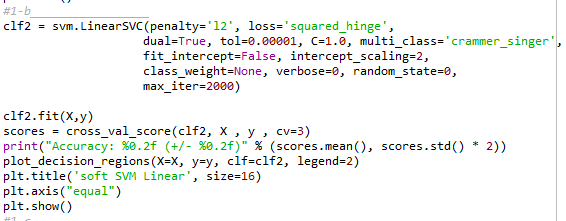 #1-b
clf2 = svm.LinearSVC(penalty='l2', loss='squared_hinge',
dual=True, tol=0.00001, C=1.0, multi_class='crammer_singer',
fit_intercept=False, intercept_scaling=2,
class_weight=None, verbose=0, random_state=0,
max_iter=2000)
clf2.fit(X,y)
scores = cross_val_score(clf2, X , y , cv=3)
print("Accuracy: %0.2f (+/- %0.2f)" % (scores.mean(), scores.std() * 2))
plot_decision_regions(X=X, y=y, clf=clf2, legend=2)
plt.title('soft SVM Linear', size=16)
plt.axis("equal")
plt.show()